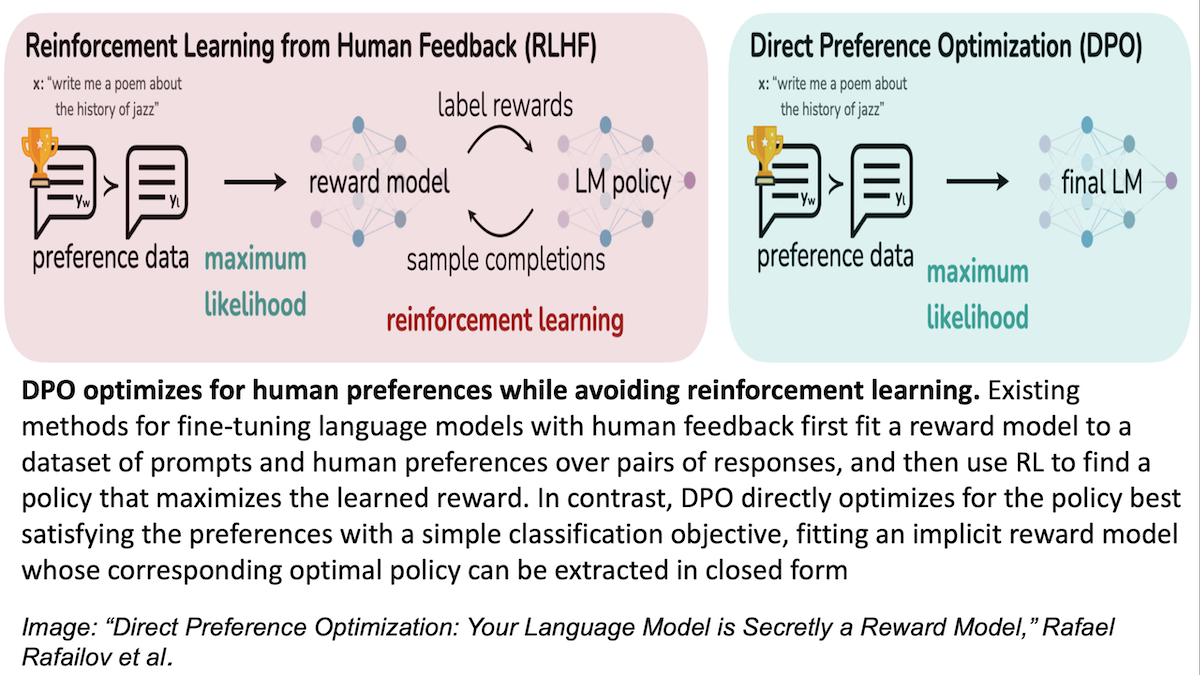 Reinforcement Learning from Human Feedback (RLHF)
x: “write me a poem about
the history of jazz”
label rewards
yw
>
yl
reward model
LM policy
preference data
maximum
likelihood
sample completions
reinforcement learning
Direct Preference Optimization (DPO)
x: “write me a poem about
the history of jazz”
yw
>
yl
final LM
preference data
maximum
likelihood
DPO optimizes for human preferences while avoiding reinforcement learning. Existing
methods for fine-tuning language models with human feedback first fit a reward model to a
dataset of prompts and human preferences over pairs of responses, and then use RL to find a
policy that maximizes the learned reward. In contrast, DPO directly optimizes for the policy best
satisfying the preferences with a simple classification objective, fitting an implicit reward model
whose corresponding optimal policy can be extracted in closed form
Image: “Direct Preference Optimization: Your Language Model is Secretly a Reward Model,” Rafael
Rafailov et al.